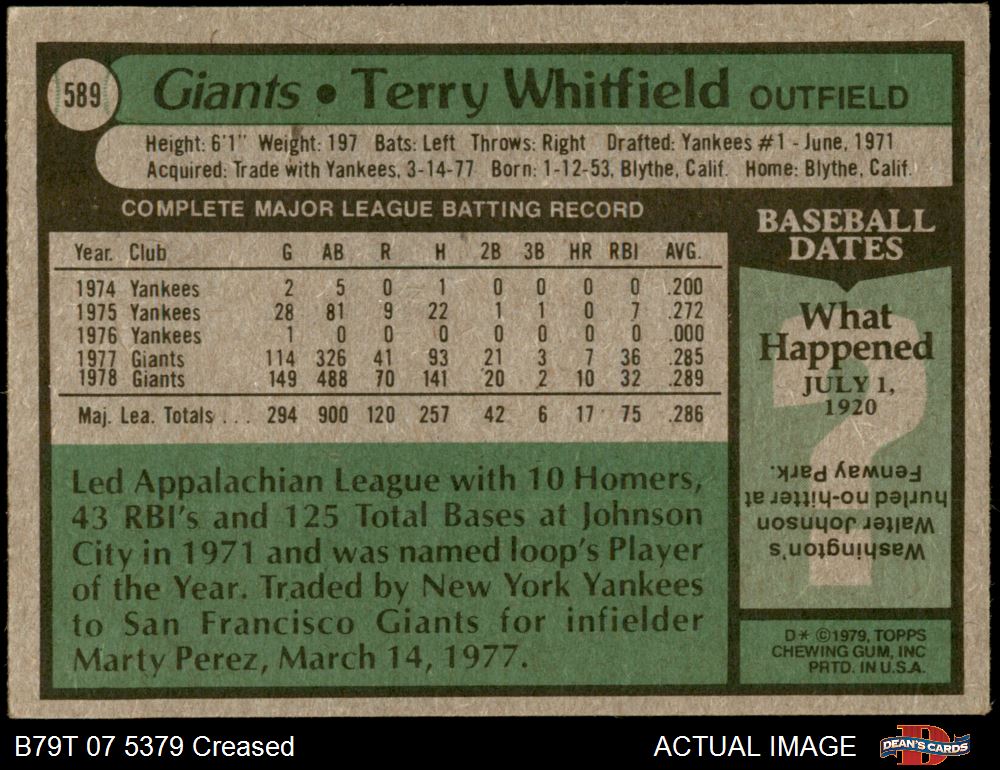 589
Giants • Terry Whitfield OUTFIELD
Height: 6'1" Weight: 197 Bats: Left Throws: Right Drafted: Yankees #1 - June, 1971
Acquired: Trade with Yankees, 3-14-77 Born: 1-12-53, Blythe, Calif. Home: Blythe, Calif.
COMPLETE MAJOR LEAGUE BATTING RECORD
Year. Club G AB R H 2B 3B HR RBI AVG.
1974 Yankees 2 5 0 1 0 0 0 0 .200
1975 Yankees 28 81 9 22 1 1 0 7 .272
1976 Yankees 1 0 0 0 0 0 0 0 .000
1977 Giants 114 326 41 93 21 3 7 36 .285
1978 Giants 149 488 70 141 20 2 10 32 .289
Maj. Lea. Totals . . . 294 900 120 257 42 6 17 75 .286
Led Appalachian League with 10 Homers,
43 RBI's and 125 Total Bases at Johnson
City in 1971 and was named loop's Player
of the Year. Traded by New York Yankees
to San Francisco Giants for infielder
Marty Perez, March 14, 1977.
BASEBALL
DATES
What
Happened
JULY 1,
1920
?
Washington's
Walter Johnson
hurled no-hitter at
Fenway Park.
D* ©1979, TOPPS
CHEWING GUM, INC
PRTD. IN U.S.A.
B79T 07 5379 Creased
ACTUAL IMAGE
D
DEAN'S CARDS